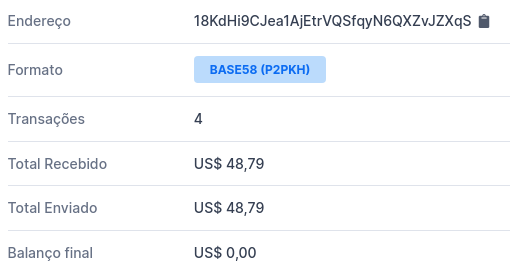 Endereço 18KdHi9CJea1AjEtrVQSfqyN6QXZvJZXqS
Formato BASE58 (P2PKH)
Transações 4
Total Recebido US$ 48,79
Total Enviado US$ 48,79
Balanço final US$ 0,00